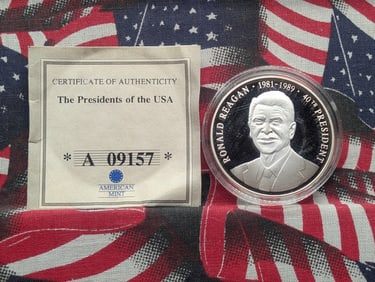 CERTIFICATE OF AUTHENTICITY
The Presidents of the USA
* A 09157 *
AMERICAN
MINT
RONALD REAGAN · 1981-1989 · 40TH PRESIDENT